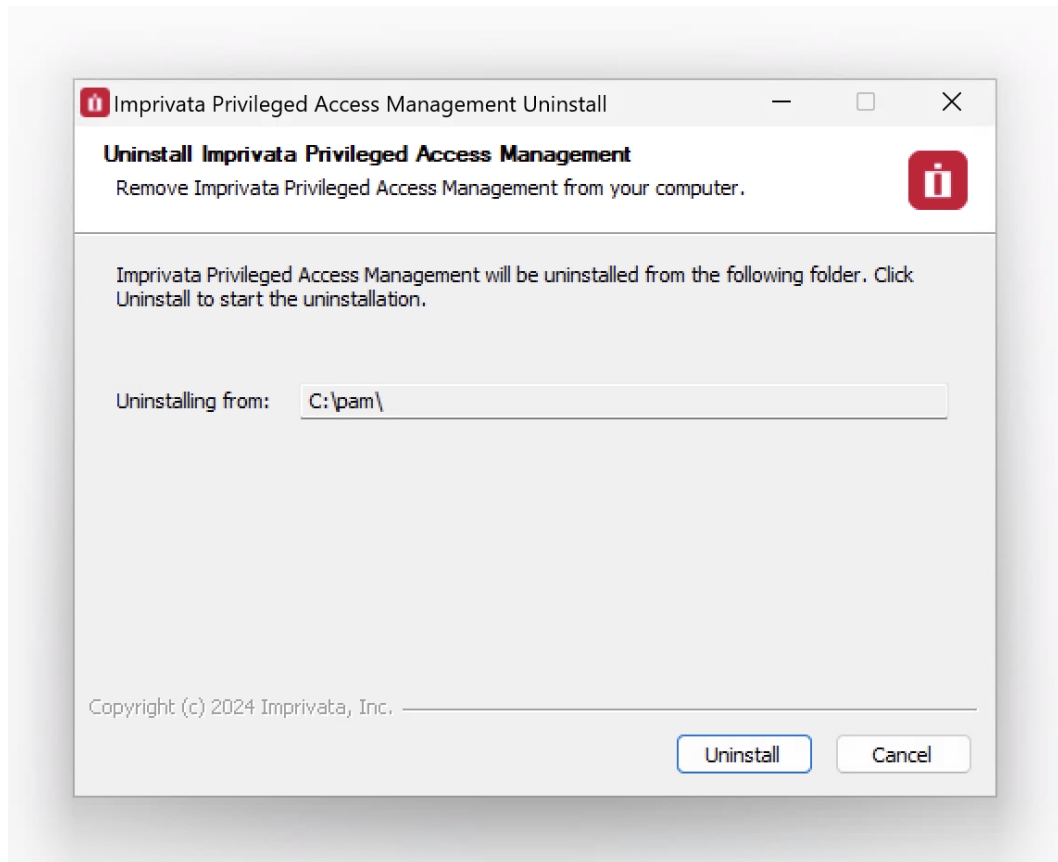 Imprivata Privileged Access Management Uninstall
Uninstall Imprivata Privileged Access Management
Remove Imprivata Privileged Access Management from your computer.
Imprivata Privileged Access Management will be uninstalled from the following folder. Click
Uninstall to start the uninstallation.
Uninstalling from: C:\pam\
Copyright (c) 2024 Imprivata, Inc.
Uninstall Cancel